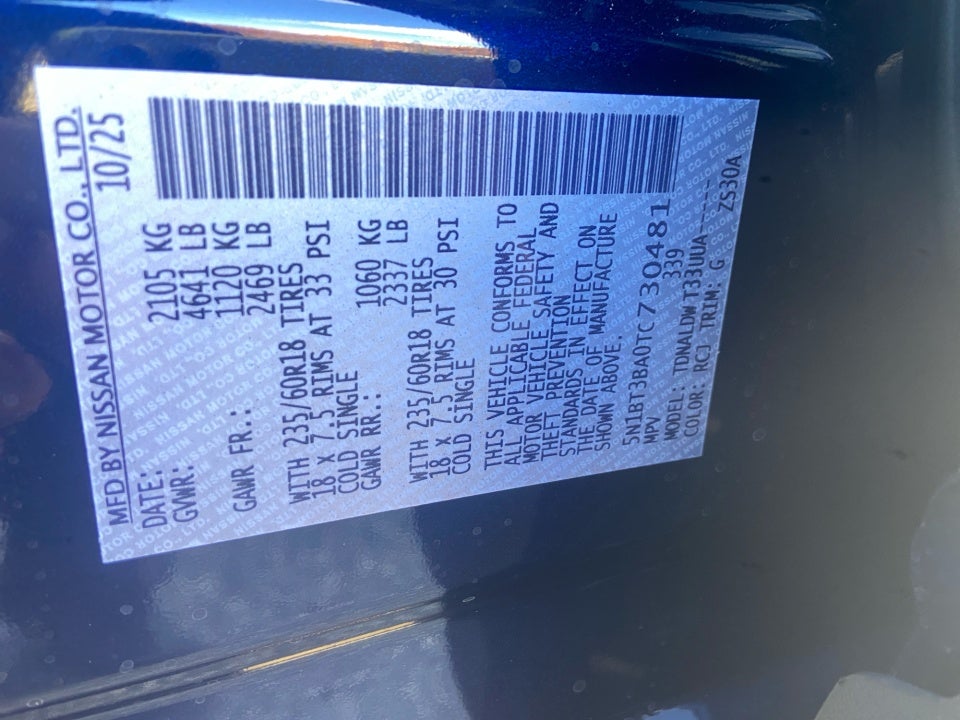 MFD BY NISSAN MOTOR CO., LTD.
DATE: 10/25
GVWR: 2105 KG
4641 LB
GAWR FR.: 1120 KG
2469 LB
WITH 235/60R18 TIRES
18 x 7.5 RIMS AT 33 PSI
COLD SINGLE
GAWR RR.: 1060 KG
2337 LB
WITH 235/60R18 TIRES
18 x 7.5 RIMS AT 30 PSI
COLD SINGLE
THIS VEHICLE CONFORMS TO
ALL APPLICABLE FEDERAL
MOTOR VEHICLE SAFETY AND
THEFT PREVENTION
STANDARDS IN EFFECT ON
THE DATE OF MANUFACTURE
SHOWN ABOVE.
5N1BT3BA0TC730481
MPV 339
MODEL: TDNALDW T33UUA-----
COLOR: RCJ TRIM: G ZS30A